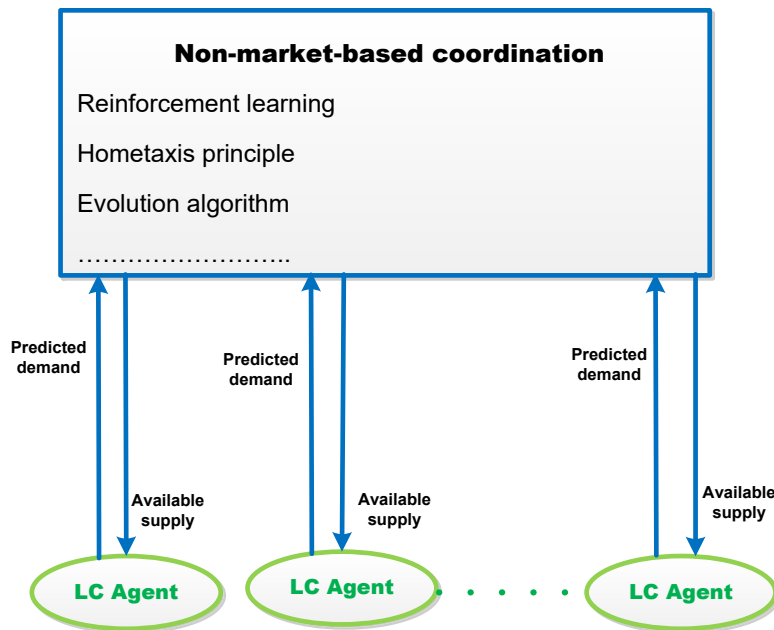 Non-market-based coordination
Reinforcement learning
Hometaxis principle
Evolution algorithm
...........................
Predicted
demand
Predicted
demand
Predicted
demand
Available
supply
Available
supply
Available
supply
LC Agent
LC Agent
. . . . .
LC Agent